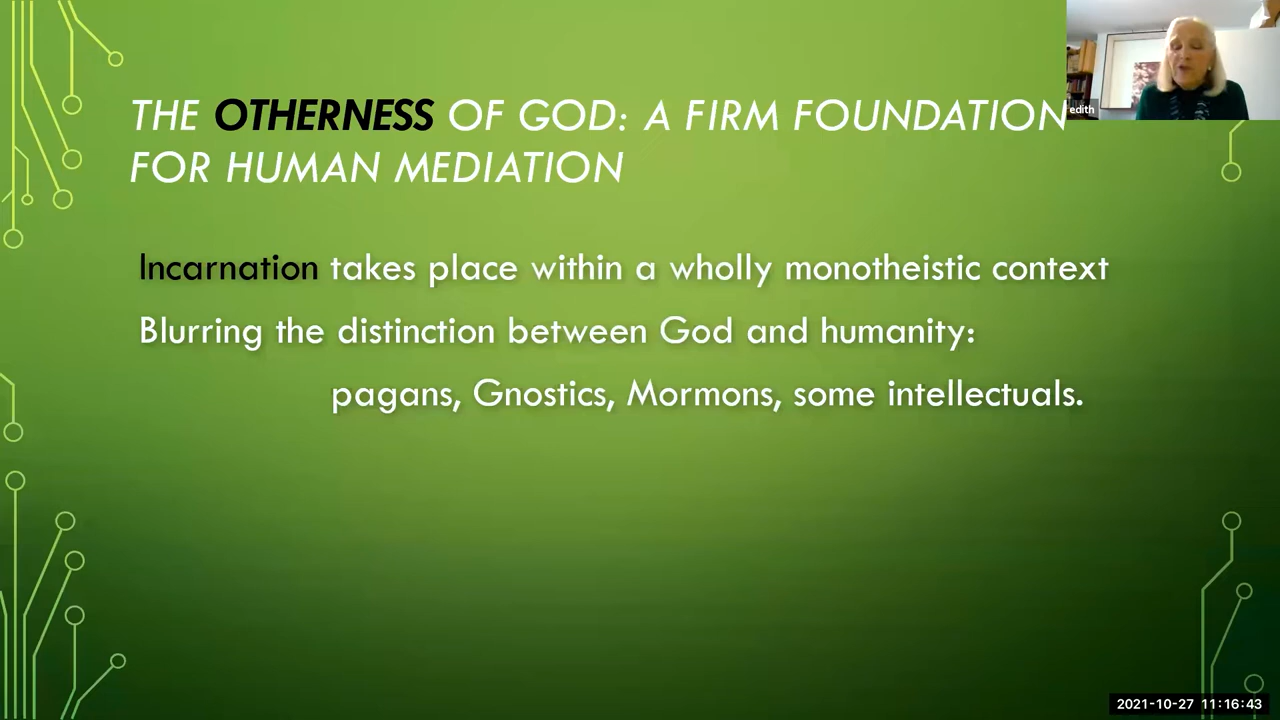 THE OTHERNESS OF GOD: A FIRM FOUNDATION
FOR HUMAN MEDIATION
edith
Incarnation takes place within a wholly monotheistic context
Blurring the distinction between God and humanity:
pagans, Gnostics, Mormons, some intellectuals.
2021-10-27 11:16:43